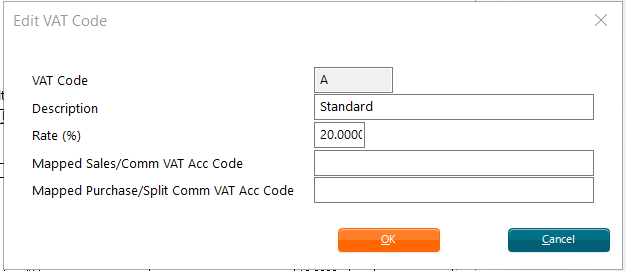 Edit VAT Code
VAT Code A
Description Standard
Rate (%) 20.0000
Mapped Sales/Comm VAT Acc Code
Mapped Purchase/Split Comm VAT Acc Code
OK Cancel